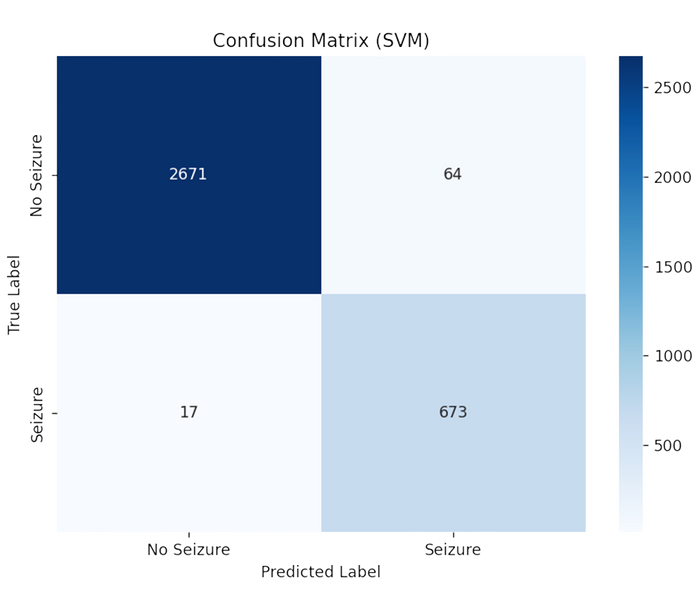 Confusion Matrix (SVM)
True Label
No Seizure
Seizure
2671
64
17
673
No Seizure
Seizure
Predicted Label
2500
2000
1500
1000
500